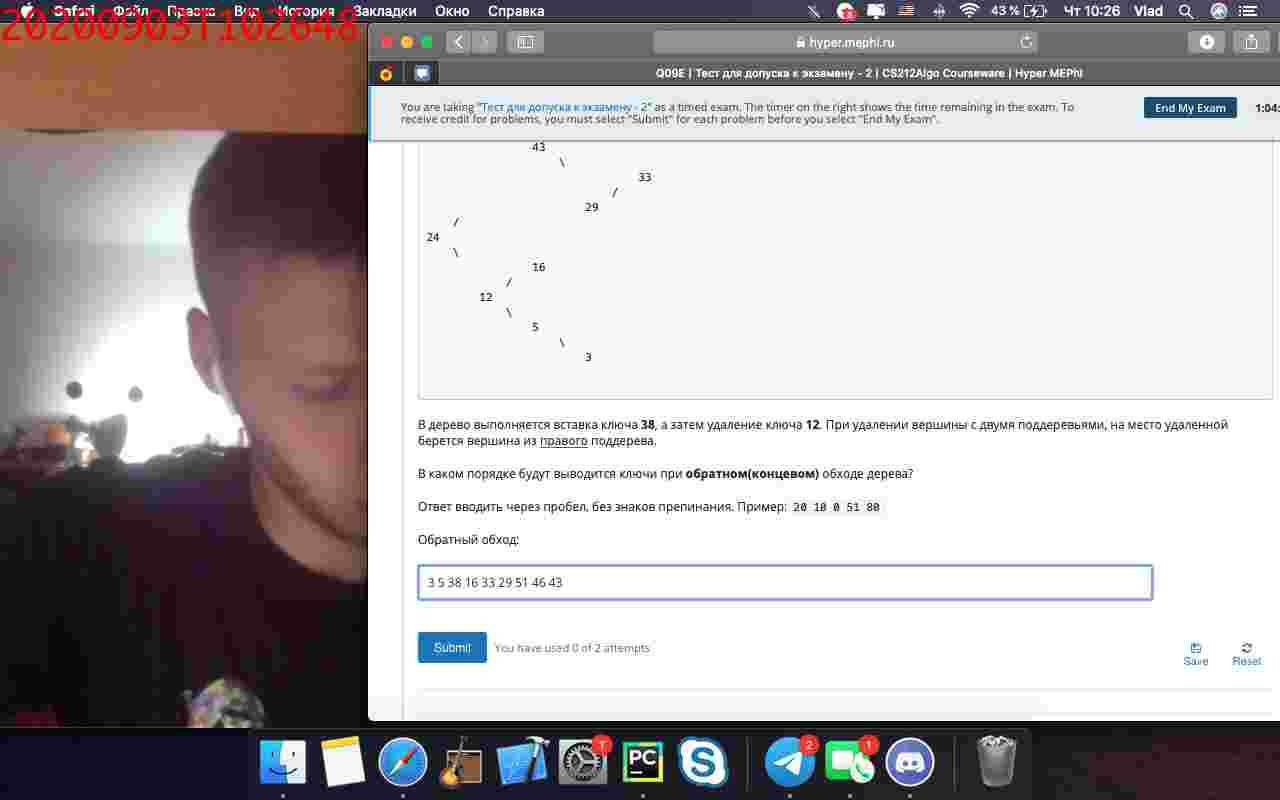 Safari Файл Правка Вид История Закладки Окно Справка 43 % Чт 10:26 Vlad
20200903T102648
hyper.mephi.ru
Q09E | Тест для допуска к экзамену - 2 | CS212Algo Courseware | Hyper.MEPhI
You are taking "Тест для допуска к экзамену - 2" as a timed exam. The timer on the right shows the time remaining in the exam. To
receive credit for problems, you must select "Submit" for each problem before you select "End My Exam".
End My Exam
1:04:
43
\
33
/
29
/
24
\
16
/
12
\
5
\
3
В дерево выполняется вставка ключа 38, а затем удаление ключа 12. При удалении вершины с двумя поддеревьями, на место удаленной
берется вершина из правого поддерева.
В каком порядке будут выводится ключи при обратном(концевом) обходе дерева?
Ответ вводить через пробел, без знаков препинания. Пример: 20 10 0 51 80
Обратный обход:
3 5 38 16 33 29 51 46 43
Submit
You have used 0 of 2 attempts
Save
Reset
PC
2
1